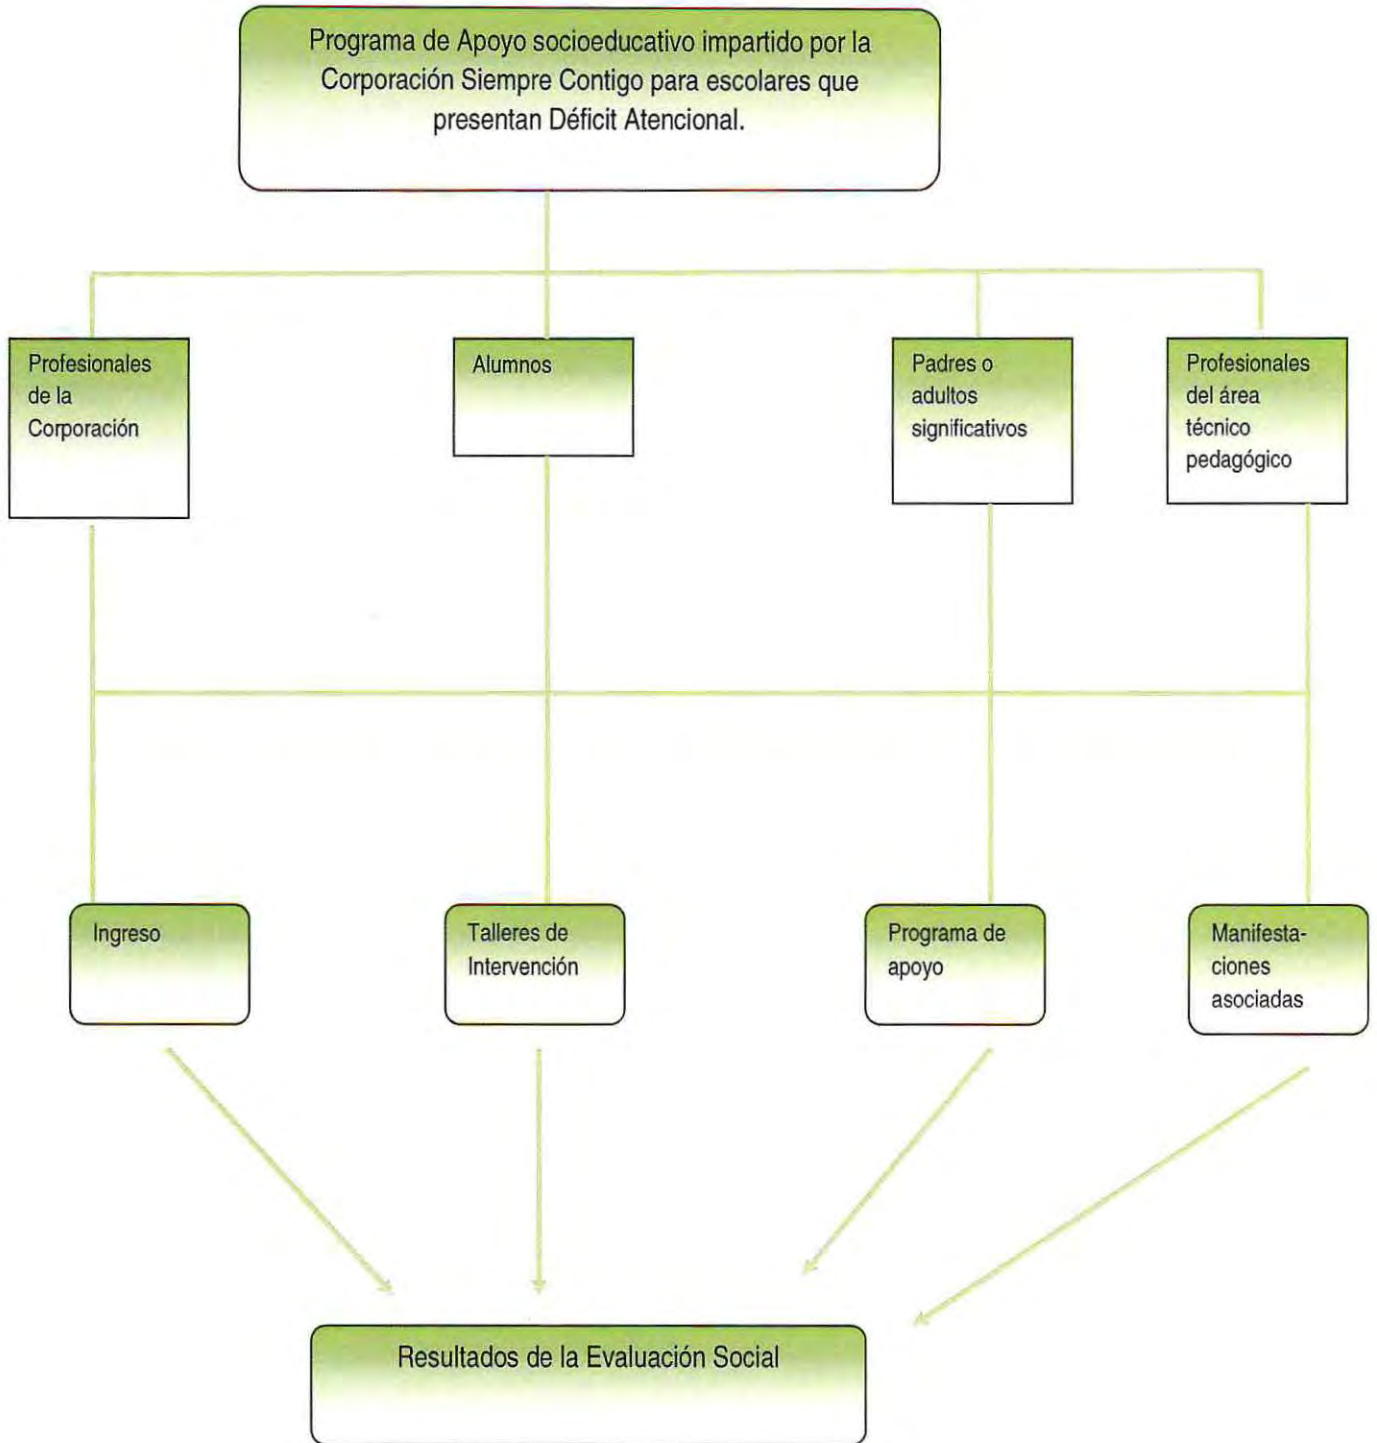 Programa de Apoyo socioeducativo impartido por la
Corporación Siempre Contigo para escolares que
presentan Déficit Atencional.
Profesionales
de la
Corporación
Alumnos
Padres o
adultos
significativos
Profesionales
del área
técnico
pedagógico
Ingreso
Talleres de
Intervención
Programa de
apoyo
Manifesta-
ciones
asociadas
Resultados de la Evaluación Social